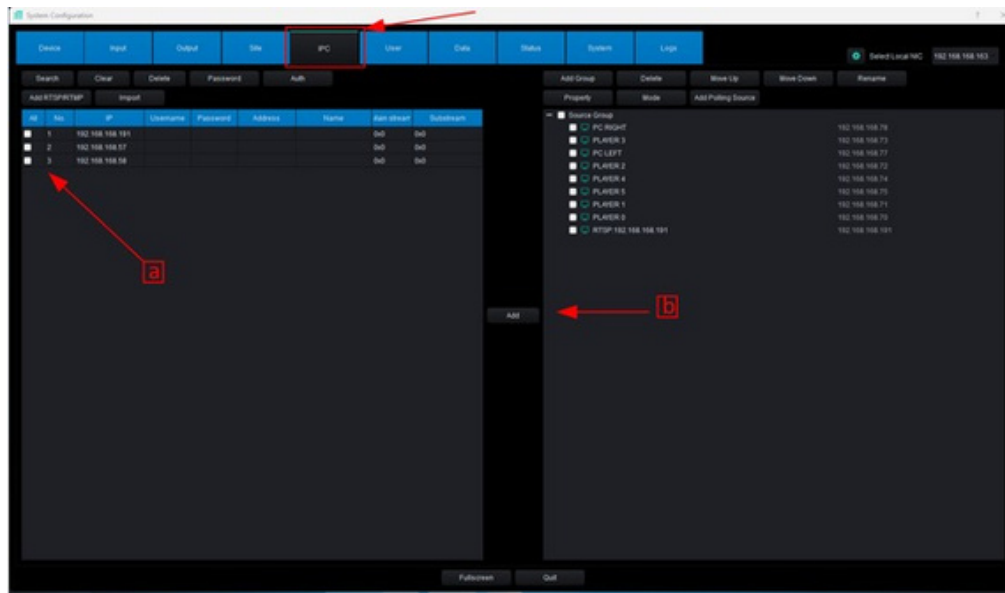 System Configuration
Device Input Output Site IPC User Data Status System Logs
Select Local NIC 192.168.168.163
Search Clear Delete Password Auth
Add RTSP/RTMP Import
Add Group Delete Move Up Move Down Rename
Property Mode Add Polling Source
All No. IP Username Password Address Name Main stream Substream
1 192.168.168.191 0x0 0x0
2 192.168.168.57 0x0 0x0
3 192.168.168.58 0x0 0x0
Source Group
PC RIGHT 192.168.168.78
PLAYER 3 192.168.168.73
PC LEFT 192.168.168.77
PLAYER 2 192.168.168.72
PLAYER 4 192.168.168.74
PLAYER 5 192.168.168.75
PLAYER 1 192.168.168.71
PLAYER 0 192.168.168.70
RTSP 192.168.168.191 192.168.168.191
a
b
Add
Fullscreen Quit